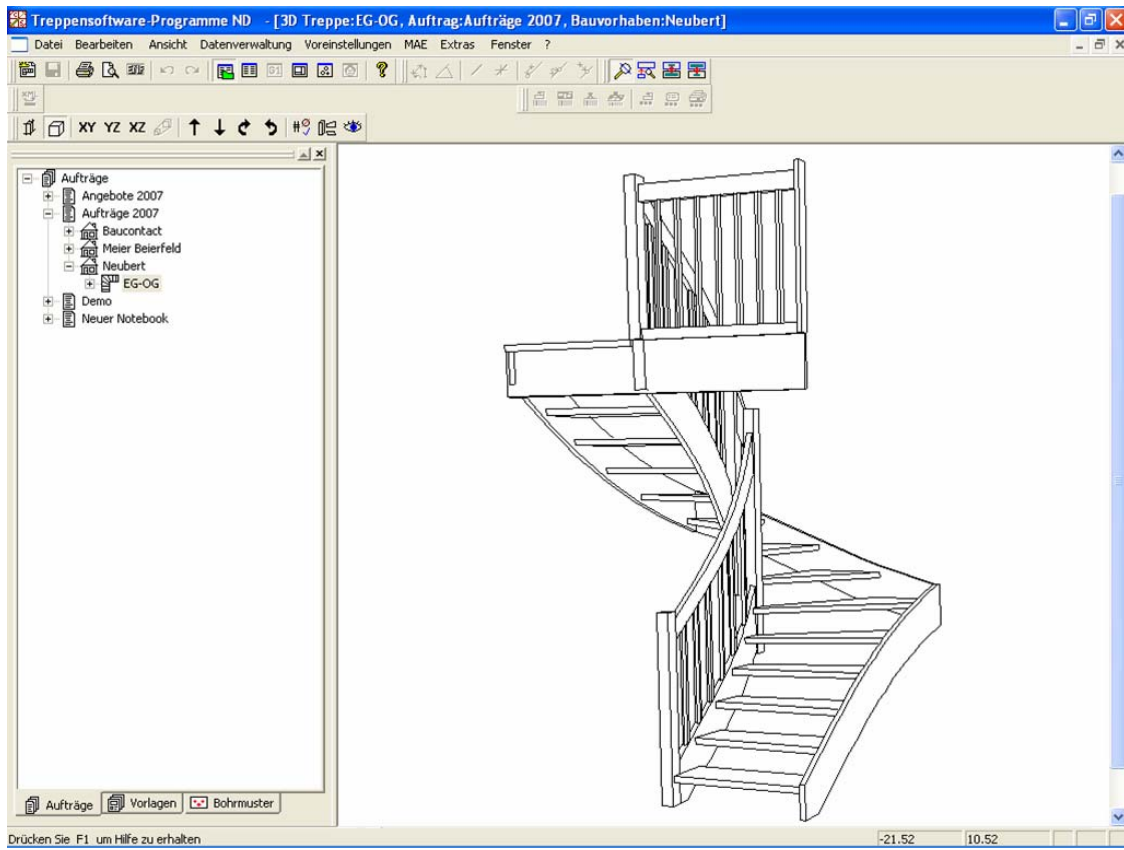 Treppensoftware-Programme ND - [3D Treppe:EG-OG, Auftrag:Aufträge 2007, Bauvorhaben:Neubert]
Datei Bearbeiten Ansicht Datenverwaltung Voreinstellungen MAE Extras Fenster ?
XY YZ XZ
Aufträge
Angebote 2007
Aufträge 2007
Baucontact
Meier Beierfeld
Neubert
EG-OG
Demo
Neuer Notebook
Aufträge Vorlagen Bohrmuster
Drücken Sie F1 um Hilfe zu erhalten -21.52 10.52